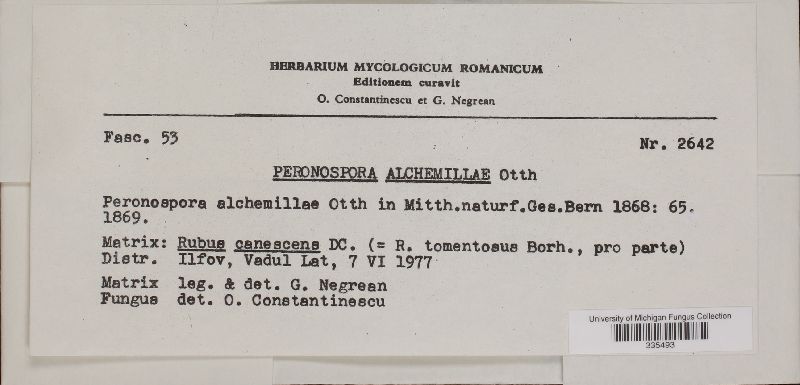 HERBARIUM MYCOLOGICUM ROMANICUM
Editionem curavit
O. Constantinescu et G. Negrean
Fasc. 53
Nr. 2642
PERONOSPORA ALCHEMILLAE Otth
Peronospora alchemillae Otth in Mitth.naturf.Ges.Bern 1868: 65.
1869.
Matrix: Rubus canescens DC. (= R. tomentosus Borh., pro parte)
Distr. Ilfov, Vadul Lat, 7 VI 1977
Matrix leg. & det. G. Negrean
Fungus det. O. Constantinescu
University of Michigan Fungus Collection
335493